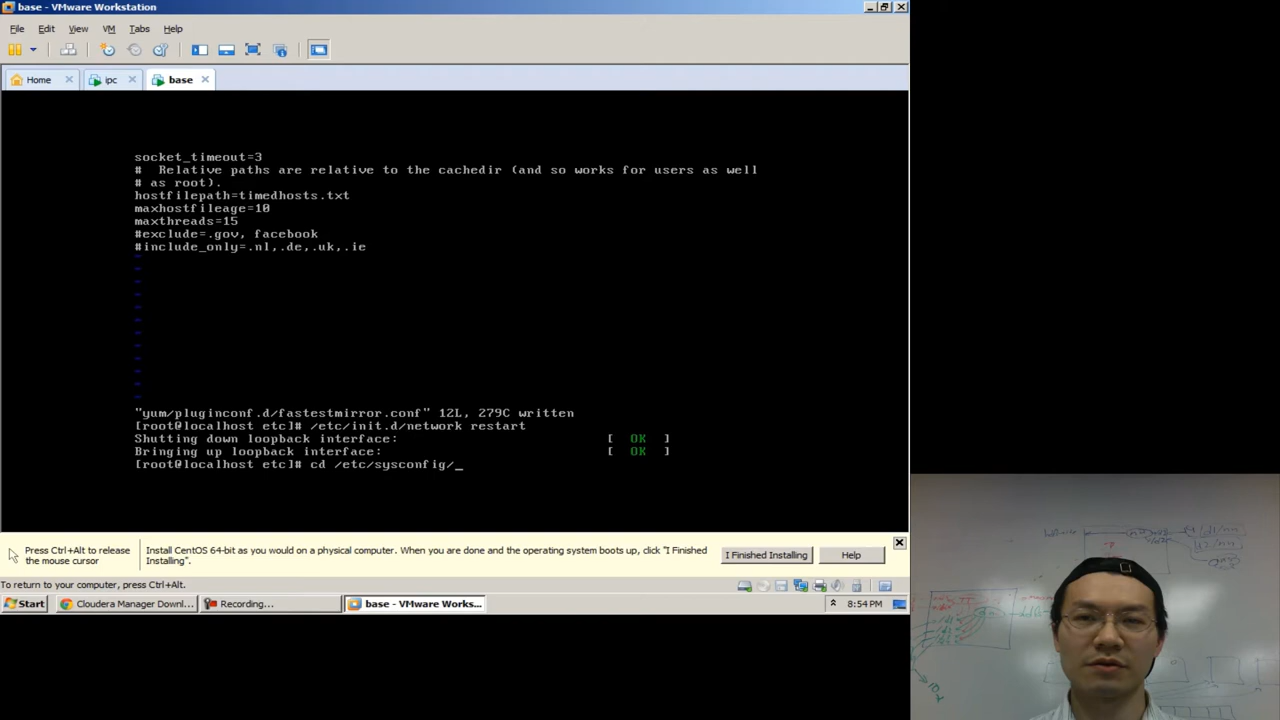 base - VMware Workstation
File Edit View VM Tabs Help
Home ipc base
socket_timeout=3
#  Relative paths are relative to the cachedir (and so works for users as well
# as root).
hostfilepath=timedhosts.txt
maxhostfileage=10
maxthreads=15
#exclude=.gov, facebook
#include_only=.nl,.de,.uk,.ie
~
~
~
~
~
~
~
~
~
~
~
~
"yum/pluginconf.d/fastestmirror.conf" 12L, 279C written
[root@localhost etc]# /etc/init.d/network restart
Shutting down loopback interface: [ OK ]
Bringing up loopback interface: [ OK ]
[root@localhost etc]# cd /etc/sysconfig/_
Press Ctrl+Alt to release
the mouse cursor
Install CentOS 64-bit as you would on a physical computer. When you are done and the operating system boots up, click "I Finished
Installing".
I Finished Installing Help
To return to your computer, press Ctrl+Alt.
Start Cloudera Manager Downl... Recording... base - VMware Works... 8:54 PM